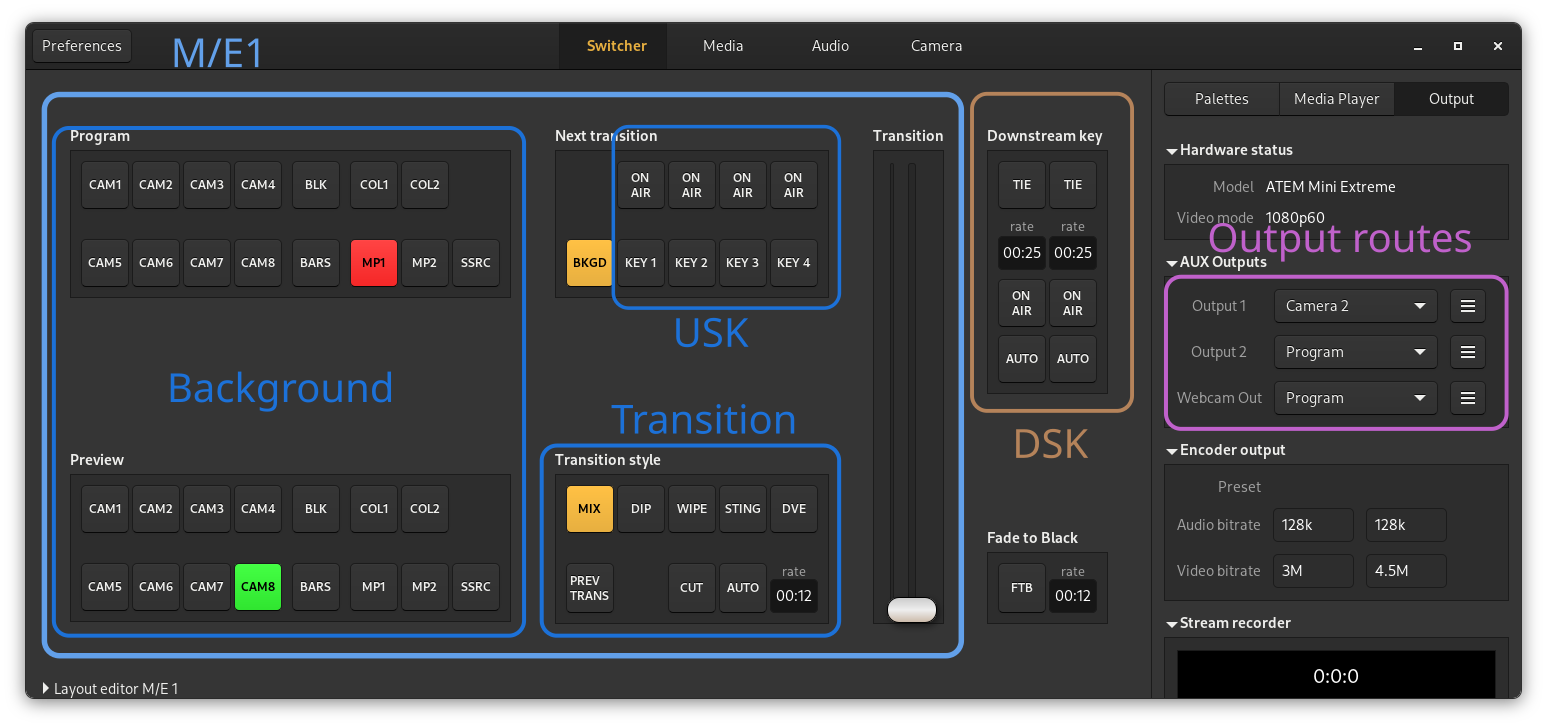 Preferences
M/E1
Switcher
Media
Audio
Camera
Program
CAM1 CAM2 CAM3 CAM4 BLK COL1 COL2
CAM5 CAM6 CAM7 CAM8 BARS MP1 MP2 SSRC
Background
Preview
CAM1 CAM2 CAM3 CAM4 BLK COL1 COL2
CAM5 CAM6 CAM7 CAM8 BARS MP1 MP2 SSRC
Layout editor M/E 1
Next transition
ON AIR
ON AIR
ON AIR
ON AIR
BKGD KEY 1 KEY 2 KEY 3 KEY 4
USK
Transition
Transition style
MIX DIP WIPE STING DVE
PREV
TRANS
CUT AUTO
rate
00:12
Transition
Downstream key
TIE TIE
rate rate
00:25 00:25
ON AIR
ON AIR
AUTO AUTO
DSK
Fade to Black
FTB
rate
00:12
Palettes
Media Player
Output
Hardware status
Model ATEM Mini Extreme
Video mode 1080p60
Output routes
AUX Outputs
Output 1 Camera 2
Output 2 Program
Webcam Out Program
Encoder output
Preset
Audio bitrate 128k 128k
Video bitrate 3M 4.5M
Stream recorder
0:0:0